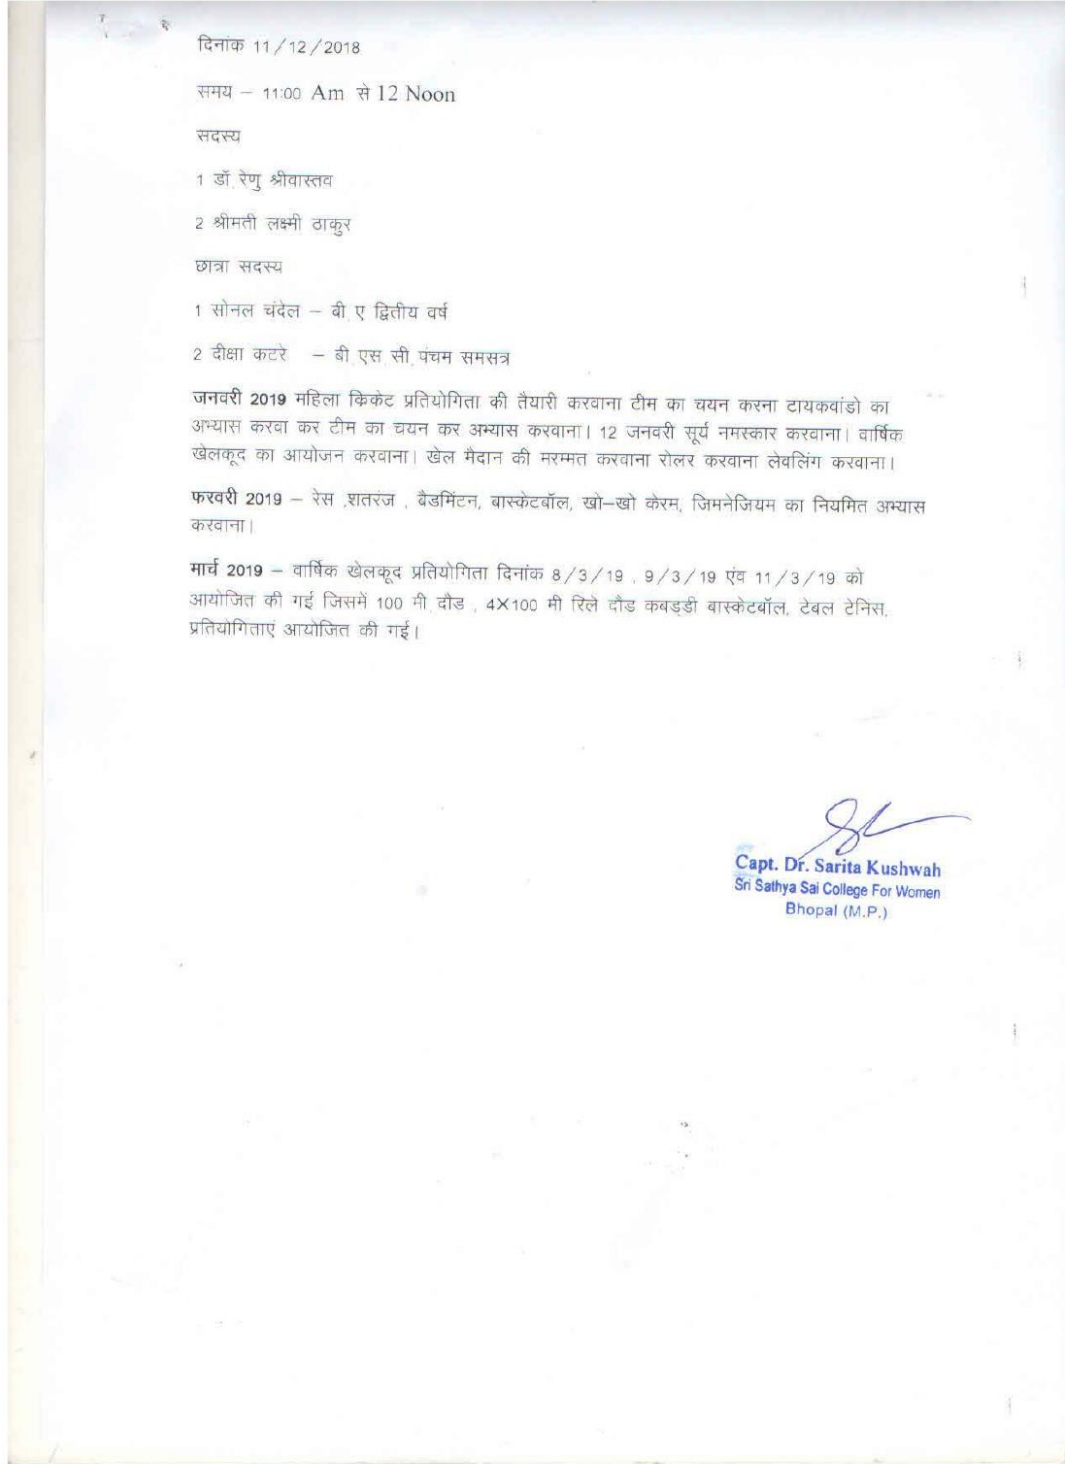 दिनांक 11/12/2018
समय – 11:00 Am से 12 Noon
सदस्य
1 डॉ. रेणु श्रीवास्तव
2 श्रीमती लक्ष्मी ठाकुर
छात्रा सदस्य
1 सोनल चंदेल – बी.ए द्वितीय वर्ष
2 दीक्षा कटरे – बी.एस.सी.पंचम समसत्र
जनवरी 2019 महिला किकेट प्रतियोगिता की तैयारी करवाना टीम का चयन करना टायकवांडो का
अभ्यास करवा कर टीम का चयन कर अभ्यास करवाना। 12 जनवरी सूर्य नमस्कार करवाना। वार्षिक
खेलकूद का आयोजन करवाना। खेल मैदान की मरम्मत करवाना रोलर करवाना लेवलिंग करवाना।
फरवरी 2019 – रेस ,शतरंज , बैडमिंटन, बास्केटबॉल, खो–खो केरम, जिमनेजियम का नियमित अभ्यास
करवाना।
मार्च 2019 – वार्षिक खेलकूद प्रतियोगिता दिनांक 8/3/19 , 9/3/19 एंव 11/3/19 को
आयोजित की गई जिसमें 100 मी.दौड , 4X100 मी रिले दौड कबड्डी बास्केटबॉल, टेबल टेनिस,
प्रतियोगिताएं आयोजित की गई।
Capt. Dr. Sarita Kushwah
Sri Sathya Sai College For Women
Bhopal (M.P.)